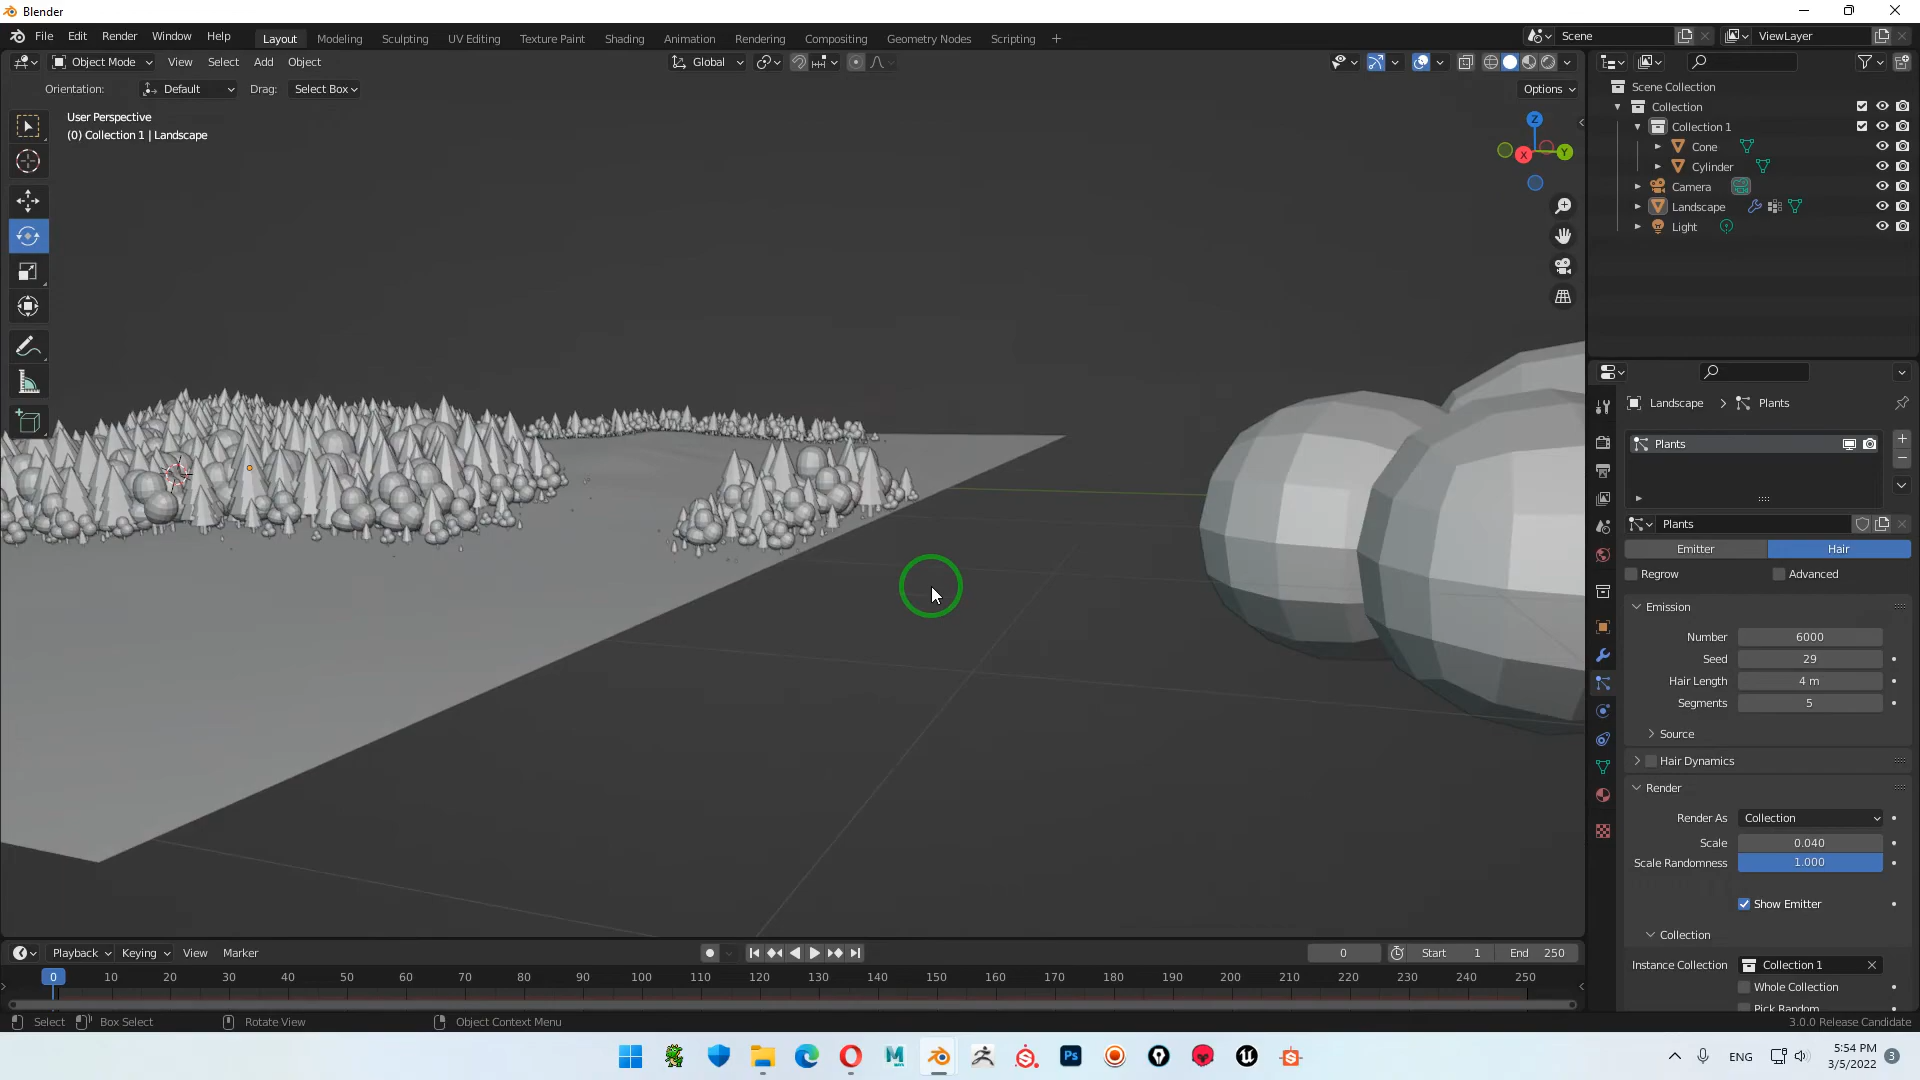 Blender
File Edit Render Window Help
Layout Modeling Sculpting UV Editing Texture Paint Shading Animation Rendering Compositing Geometry Nodes Scripting +
Scene
ViewLayer
Object Mode View Select Add Object
Global
Orientation: Default Drag: Select Box
Options
User Perspective
(0) Collection 1 | Landscape
Z
X
Y
Scene Collection
Collection
Collection 1
Cone
Cylinder
Camera
Landscape
Light
Landscape > Plants
Plants
Plants
Emitter Hair
Regrow Advanced
Emission
Number 6000
Seed 29
Hair Length 4 m
Segments 5
Source
Hair Dynamics
Render
Render As Collection
Scale 0.040
Scale Randomness 1.000
Show Emitter
Collection
Instance Collection Collection 1
Whole Collection
Pick Random
Playback Keying View Marker
0 Start 1 End 250
0 10 20 30 40 50 60 70 80 90 100 110 120 130 140 150 160 170 180 190 200 210 220 230 240 250
Select Box Select Rotate View Object Context Menu
3.0.0 Release Candidate
M
Ps
ENG
5:54 PM
3/5/2022
3